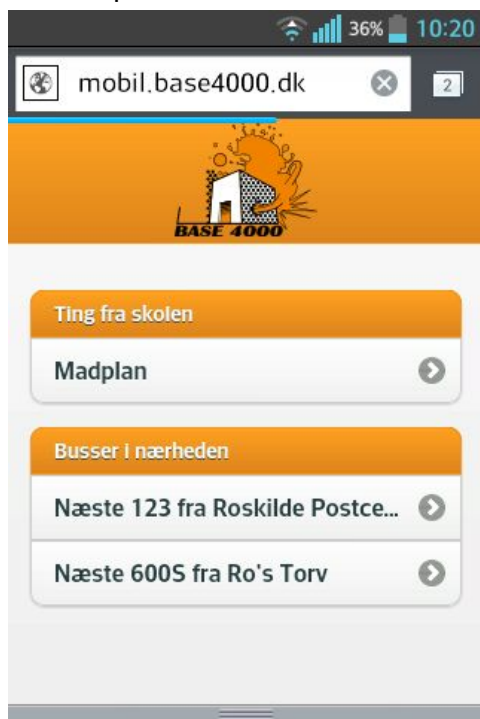 36% 10:20
mobil.base4000.dk 2
BASE 4000
Ting fra skolen
Madplan
Busser i nærheden
Næste 123 fra Roskilde Postce...
Næste 600S fra Ro's Torv